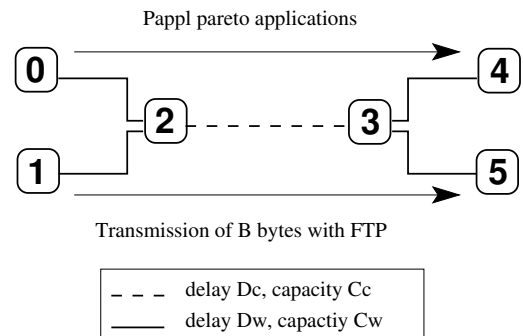 Pappl pareto applications
0
4
2
3
1
5
Transmission of B bytes with FTP
delay Dc, capacity Cc
delay Dw, capactiy Cw